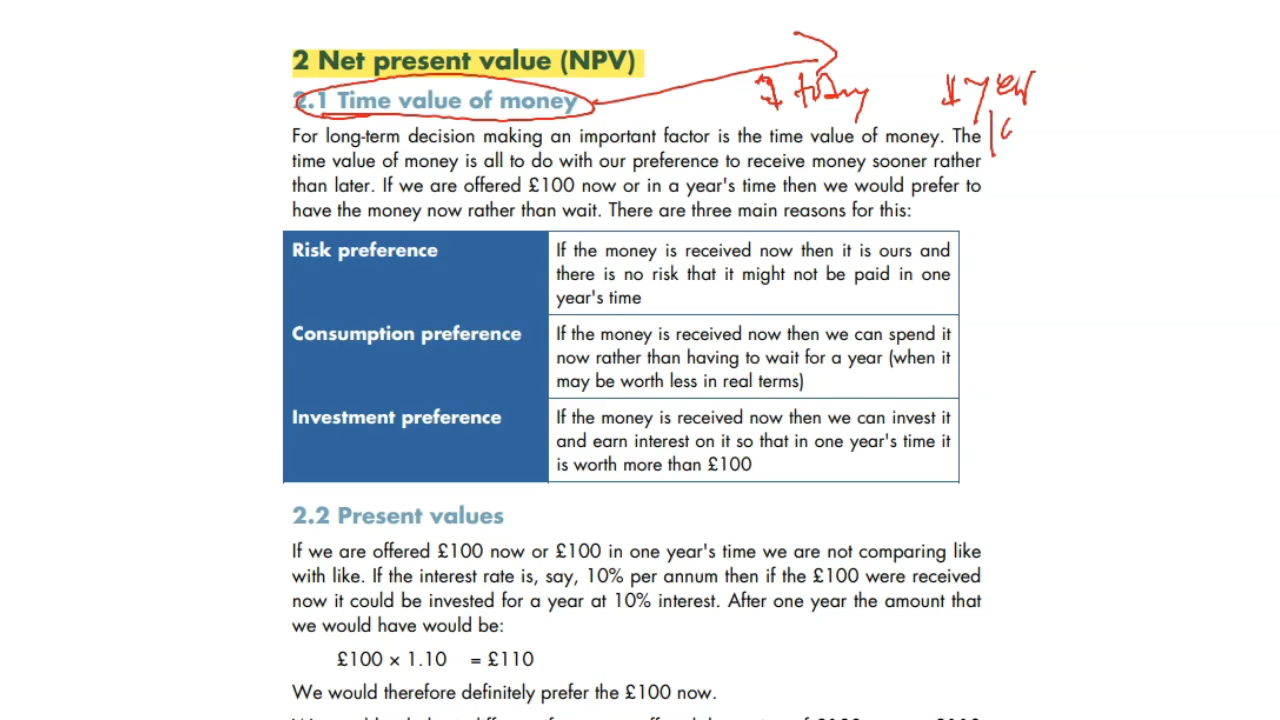 2 Net present value (NPV)
2.1 Time value of money
today
year
For long-term decision making an important factor is the time value of money. The
time value of money is all to do with our preference to receive money sooner rather
than later. If we are offered £100 now or in a year's time then we would prefer to
have the money now rather than wait. There are three main reasons for this:
Risk preference
If the money is received now then it is ours and
there is no risk that it might not be paid in one
year's time
Consumption preference
If the money is received now then we can spend it
now rather than having to wait for a year (when it
may be worth less in real terms)
Investment preference
If the money is received now then we can invest it
and earn interest on it so that in one year's time it
is worth more than £100
2.2 Present values
If we are offered £100 now or £100 in one year's time we are not comparing like
with like. If the interest rate is, say, 10% per annum then if the £100 were received
now it could be invested for a year at 10% interest. After one year the amount that
we would have would be:
£100 × 1.10 = £110
We would therefore definitely prefer the £100 now.